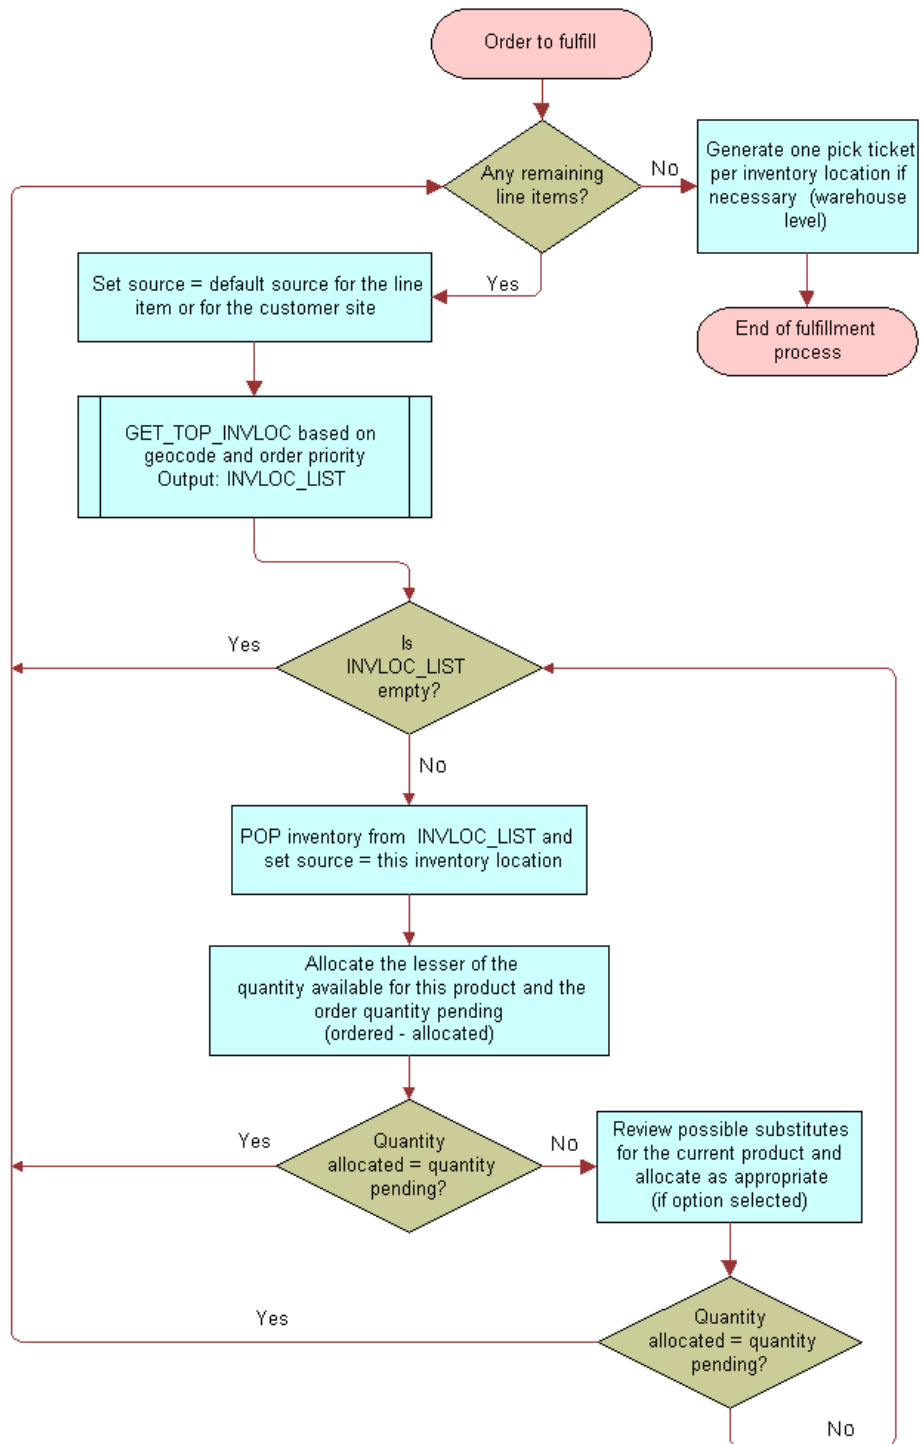 Order to fulfill
Any remaining
line items?
No
Generate one pick ticket
per inventory location if
necessary (warehouse
level)
Yes
Set source = default source for the line
item or for the customer site
End of fulfillment
process
GET_TOP_INVLOC based on
geocode and order priority
Output: INVLOC_LIST
Yes
Is
INVLOC_LIST
empty?
No
POP inventory from INVLOC_LIST and
set source = this inventory location
Allocate the lesser of the
quantity available for this product and the
order quantity pending
(ordered - allocated)
Yes
Quantity
allocated = quantity
pending?
No
Review possible substitutes
for the current product and
allocate as appropriate
(if option selected)
Yes
Quantity
allocated = quantity
pending?
No